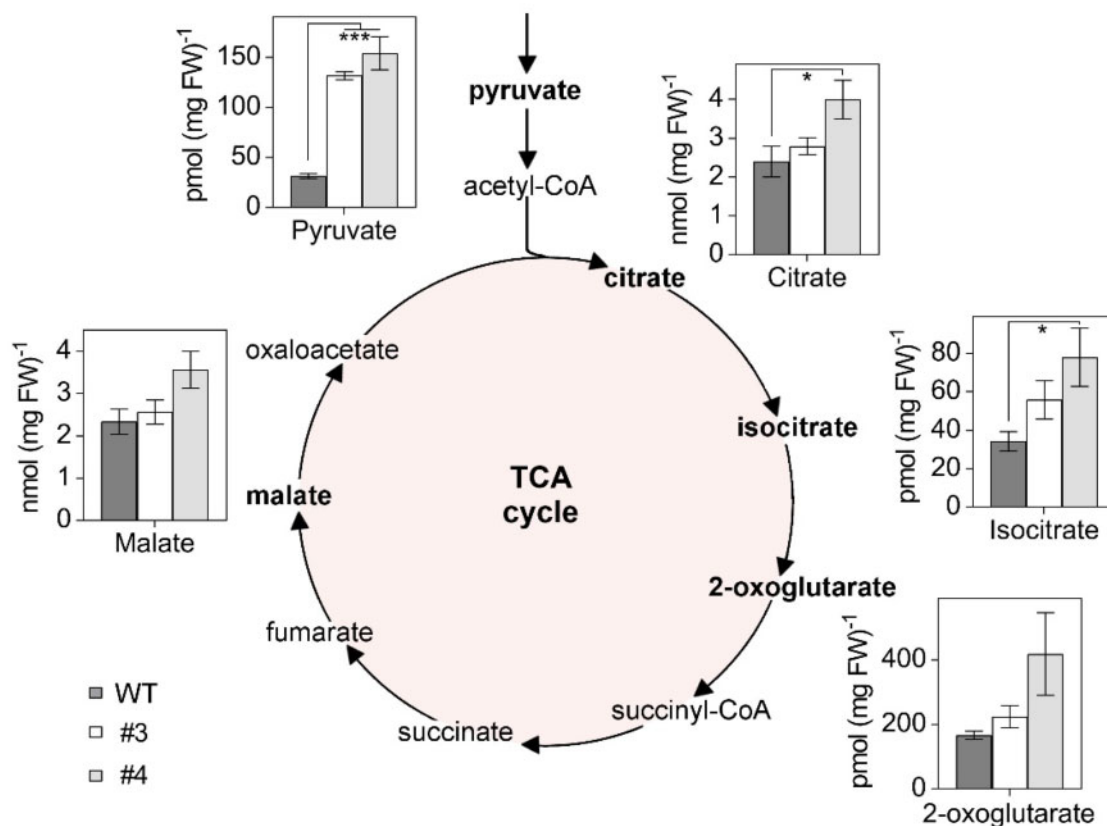 pmol (mg FW)-1
150
100
50
0
***
Pyruvate
pyruvate
acetyl-CoA
nmol (mg FW)-1
4
3
2
1
0
*
Citrate
citrate
oxaloacetate
nmol (mg FW)-1
4
3
2
1
0
Malate
malate
TCA
cycle
isocitrate
pmol (mg FW)-1
80
60
40
20
0
*
Isocitrate
2-oxoglutarate
fumarate
succinate
succinyl-CoA
pmol (mg FW)-1
400
200
0
2-oxoglutarate
WT
#3
#4